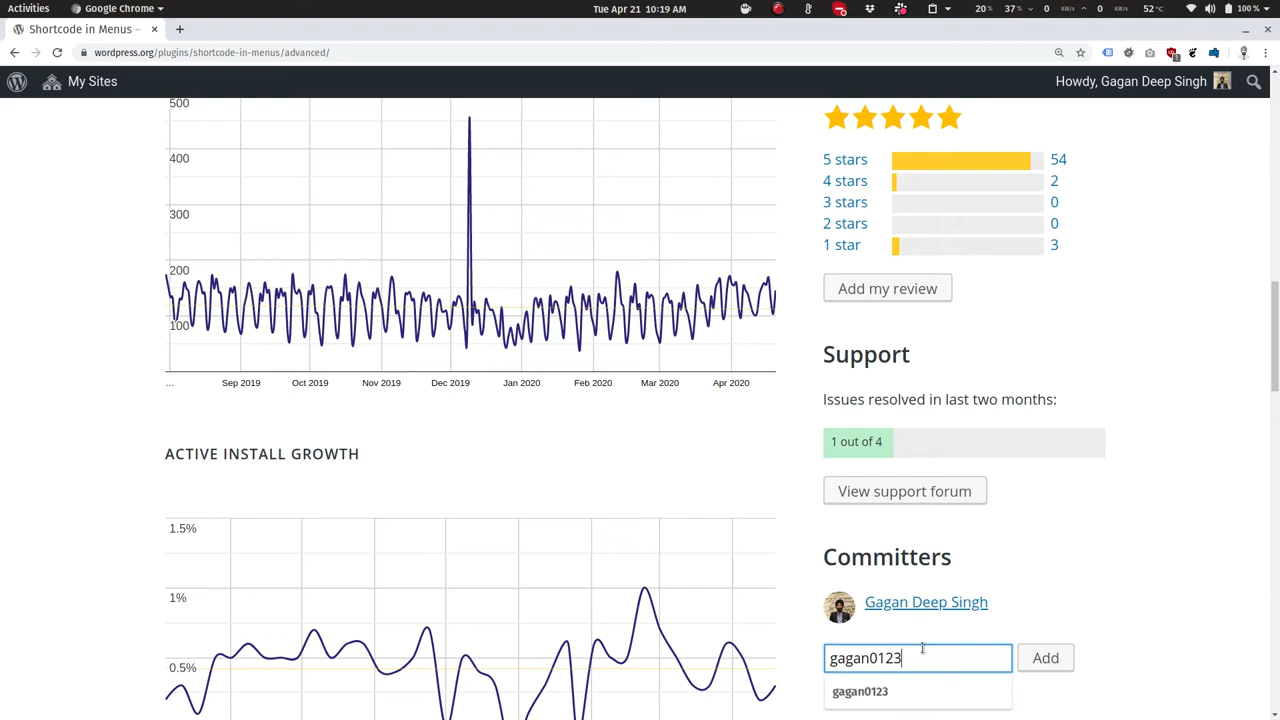 Activities
Google Chrome
Tue Apr 21 10:19 AM
20 %
37 %
0
KB/s
0
KB/s
52 °C
100 %
Shortcode in Menus –
wordpress.org/plugins/shortcode-in-menus/advanced/
1
My Sites
Howdy, Gagan Deep Singh
500
400
300
200
100
...
Sep 2019
Oct 2019
Nov 2019
Dec 2019
Jan 2020
Feb 2020
Mar 2020
Apr 2020
ACTIVE INSTALL GROWTH
1.5%
1%
0.5%
5 stars 54
4 stars 2
3 stars 0
2 stars 0
1 star 3
Add my review
Support
Issues resolved in last two months:
1 out of 4
View support forum
Committers
Gagan Deep Singh
gagan0123
Add
gagan0123